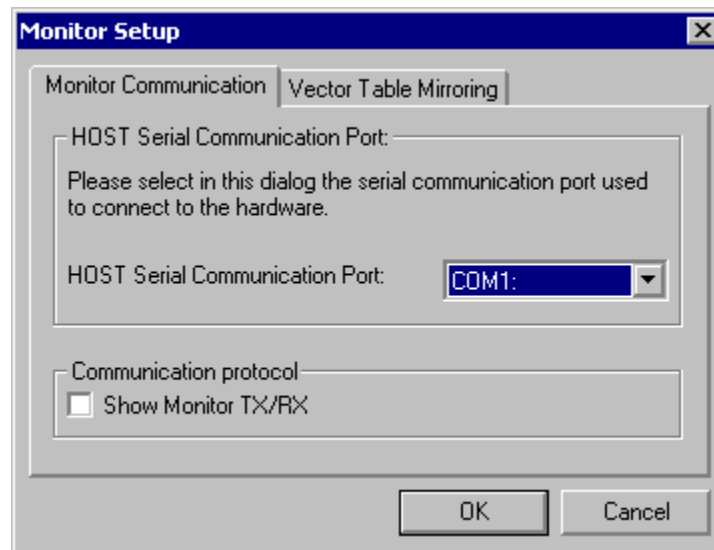 Monitor Setup
Monitor Communication
Vector Table Mirroring
HOST Serial Communication Port:
Please select in this dialog the serial communication port used
to connect to the hardware.
HOST Serial Communication Port:
COM1:
Communication protocol
Show Monitor TX/RX
OK
Cancel